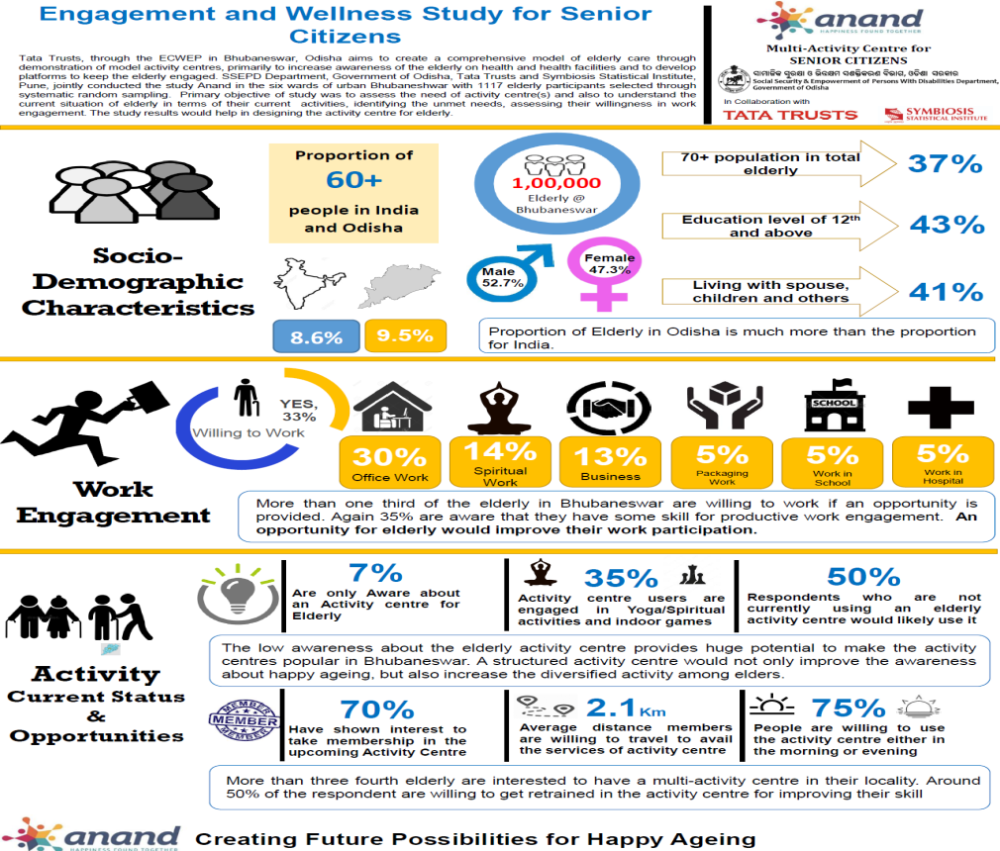 Engagement and Wellness Study for Senior
Citizens
Tata Trusts, through the ECWEP in Bhubaneswar, Odisha aims to create a comprehensive model of elderly care through
demonstration of model activity centres, primarily to increase awareness of the elderly on health and health facilities and to develop
platforms to keep the elderly engaged. SSEPD Department, Government of Odisha, Tata Trusts and Symbiosis Statistical Institute,
Pune, jointly conducted the study Anand in the six wards of urban Bhubaneshwar with 1117 elderly participants selected through
systematic random sampling. Primary objective of study was to assess the need of activity centre(s) and also to understand the
current situation of elderly in terms of their current activities, identifying the unmet needs, assessing their willingness in work
engagement. The study results would help in designing the activity centre for elderly.
anand
HAPPINESS FOUND TOGETHER
Multi-Activity Centre for
SENIOR CITIZENS
ସାମାଜିକ ସୁରକ୍ଷା ଓ ଭିନ୍ନକ୍ଷମ ସଶକ୍ତିକରଣ ବିଭାଗ, ଓଡିଶା ସରକାର
Social Security & Empowerment of Persons With Disabilities Department,
Government of Odisha
In Collaboration with
TATA TRUSTS
SYMBIOSIS
STATISTICAL INSTITUTE
Socio-
Demographic
Characteristics
Proportion of
60+
people in India
and Odisha
8.6%
9.5%
1,00,000
Elderly @
Bhubaneswar
Male
52.7%
Female
47.3%
70+ population in total
elderly
37%
Education level of 12th
and above
43%
Living with spouse,
children and others
41%
Proportion of Elderly in Odisha is much more than the proportion
for India.
Work
Engagement
YES,
33%
Willing to Work
30%
Office Work
14%
Spiritual
Work
13%
Business
5%
Packaging
Work
SCHOOL
5%
Work in
School
5%
Work in
Hospital
More than one third of the elderly in Bhubaneswar are willing to work if an opportunity is
provided. Again 35% are aware that they have some skill for productive work engagement. An
opportunity for elderly would improve their work participation.
Activity
Current Status
&
Opportunities
7%
Are only Aware about
an Activity centre for
Elderly
35%
Activity centre users are
engaged in Yoga/Spiritual
activities and indoor games
50%
Respondents who are not
currently using an elderly
activity centre would likely use it
The low awareness about the elderly activity centre provides huge potential to make the activity
centres popular in Bhubaneswar. A structured activity centre would not only improve the awareness
about happy ageing, but also increase the diversified activity among elders.
MEMBER
MEMBER
MEMBER
70%
Have shown interest to
take membership in the
upcoming Activity Centre
2.1 Km
Average distance members
are willing to travel to avail
the services of activity centre
75%
People are willing to use
the activity centre either in
the morning or evening
More than three fourth elderly are interested to have a multi-activity centre in their locality. Around
50% of the respondent are willing to get retrained in the activity centre for improving their skill
anand
HAPPINESS FOUND TOGETHER
Creating Future Possibilities for Happy Ageing